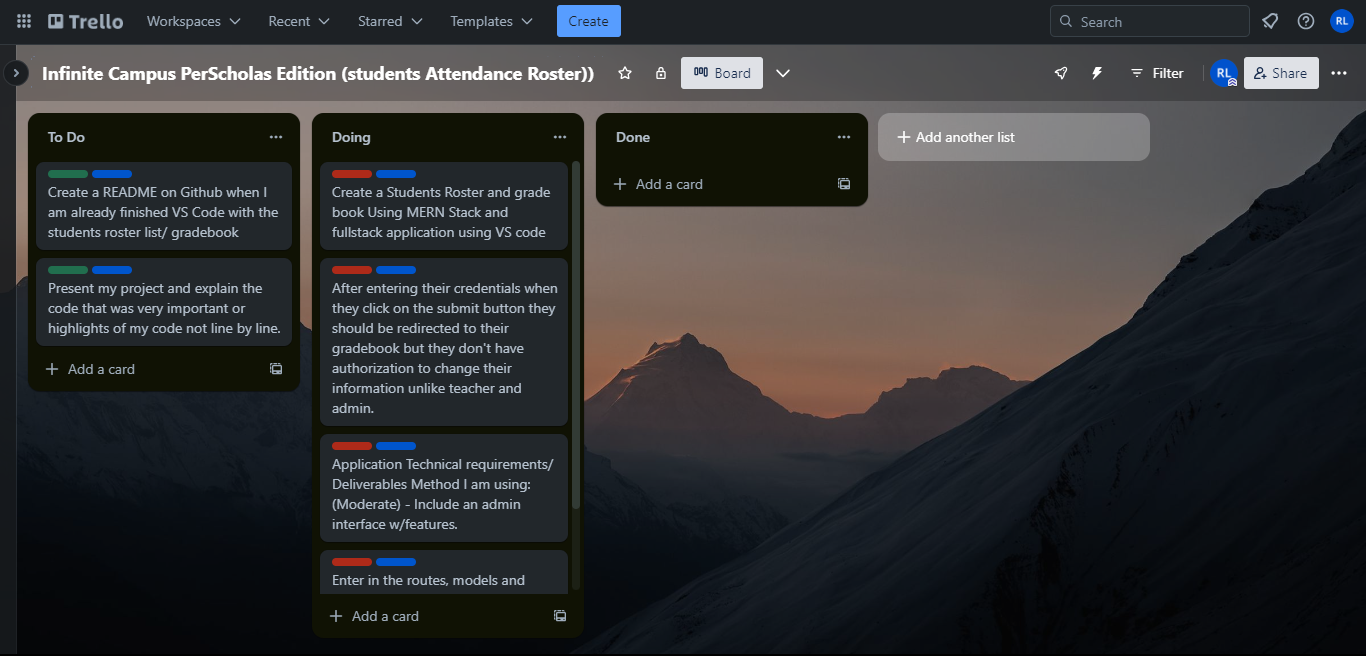 Trello
Workspaces
Recent
Starred
Templates
Create
Search
RL
Infinite Campus PerScholas Edition (students Attendance Roster))
Board
Filter
RL
Share
To Do
Create a README on Github when I
am already finished VS Code with the
students roster list/ gradebook
Present my project and explain the
code that was very important or
highlights of my code not line by line.
+ Add a card
Doing
Create a Students Roster and grade
book Using MERN Stack and
fullstack application using VS code
After entering their credentials when
they click on the submit button they
should be redirected to their
gradebook but they don't have
authorization to change their
information unlike teacher and
admin.
Application Technical requirements/
Deliverables Method I am using:
(Moderate) - Include an admin
interface w/features.
Enter in the routes, models and
+ Add a card
Done
+ Add a card
+ Add another list